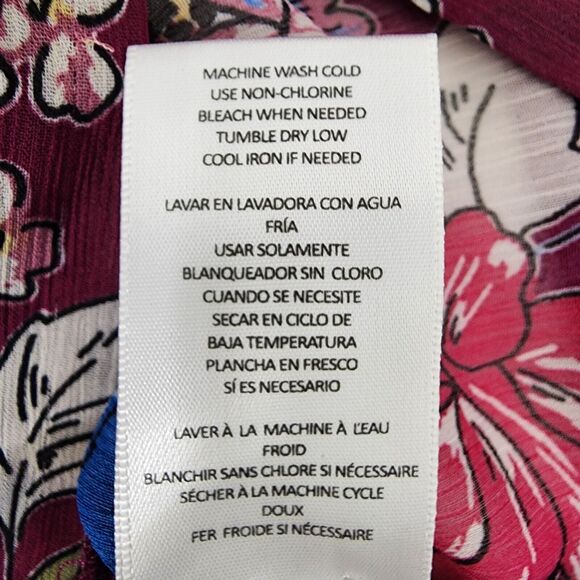 MACHINE WASH COLD
USE NON-CHLORINE
BLEACH WHEN NEEDED
TUMBLE DRY LOW
COOL IRON IF NEEDED
LAVAR EN LAVADORA CON AGUA
FRÍA
USAR SOLAMENTE
BLANQUEADOR SIN CLORO
CUANDO SE NECESITE
SECAR EN CICLO DE
BAJA TEMPERATURA
PLANCHA EN FRESCO
SÍ ES NECESARIO
LAVER À LA MACHINE À L'EAU
FROID
BLANCHIR SANS CHLORE SI NÉCESSAIRE
SÉCHER À LA MACHINE CYCLE
DOUX
FER FROIDE SI NÉCESSAIRE